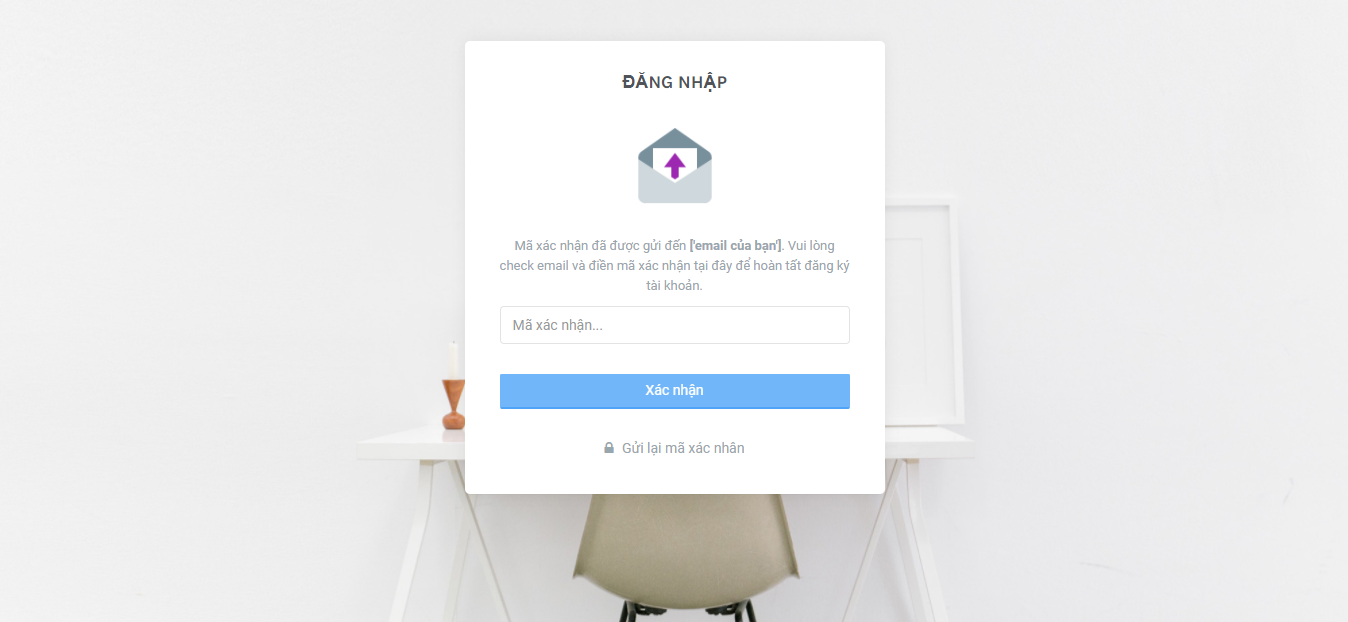 ĐĂNG NHẬP
Mã xác nhận đã được gửi đến ['email của bạn']. Vui lòng
check email và điền mã xác nhận tại đây để hoàn tất đăng ký
tài khoản.
Mã xác nhận...
Xác nhận
Gửi lại mã xác nhân